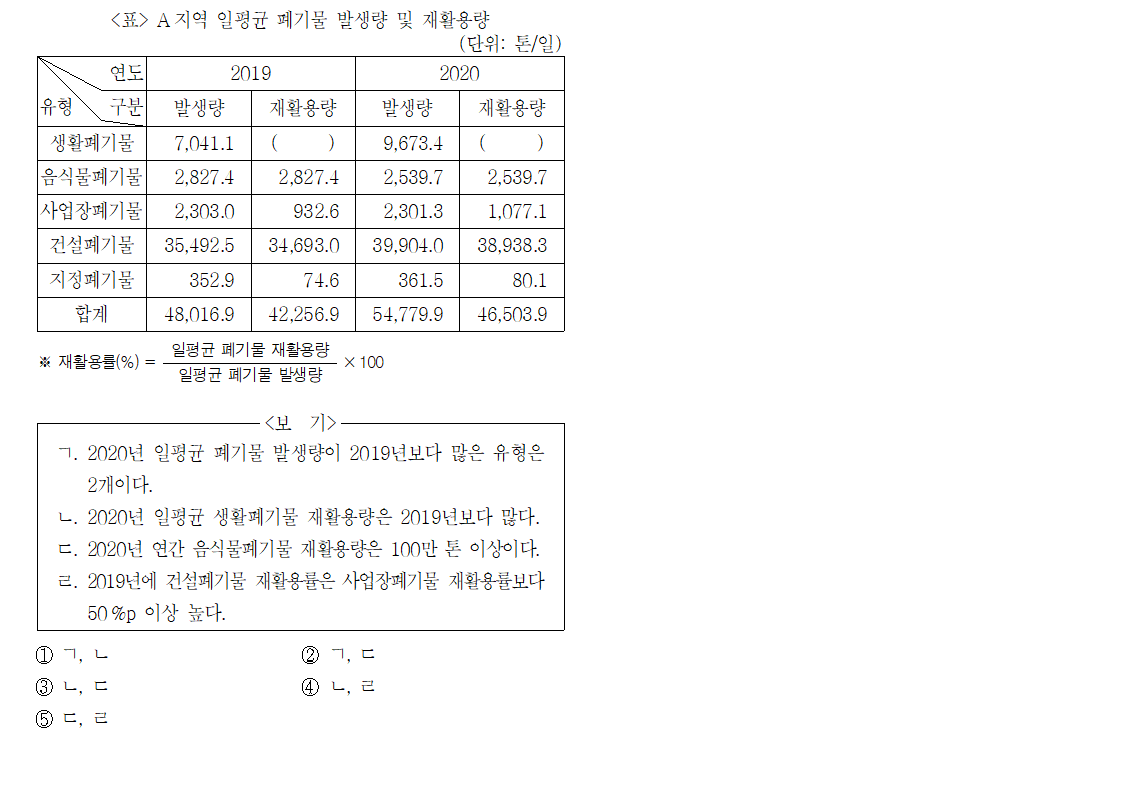 <표> A지역 일평균 폐기물 발생량 및 재활용량
(단위: 톤/일)
연도 2019 2020
유형 구분 발생량 재활용량 발생량 재활용량
생활폐기물 7,041.1 ( ) 9,673.4 ( )
음식물폐기물 2,827.4 2,827.4 2,539.7 2,539.7
사업장폐기물 2,303.0 932.6 2,301.3 1,077.1
건설폐기물 35,492.5 34,693.0 39,904.0 38,938.3
지정폐기물 352.9 74.6 361.5 80.1
합계 48,016.9 42,256.9 54,779.9 46,503.9
일평균 폐기물 재활용량
※ 재활용률(%) = × 100
일평균 폐기물 발생량
<보 기>
ㄱ. 2020년 일평균 폐기물 발생량이 2019년보다 많은 유형은
2개이다.
ㄴ. 2020년 일평균 생활폐기물 재활용량은 2019년보다 많다.
ㄷ. 2020년 연간 음식물폐기물 재활용량은 100만 톤 이상이다.
ㄹ. 2019년에 건설폐기물 재활용률은 사업장폐기물 재활용률보다
50 %p 이상 높다.
① ㄱ, ㄴ ② ㄱ, ㄷ
③ ㄴ, ㄷ ④ ㄴ, ㄹ
⑤ ㄷ, ㄹ